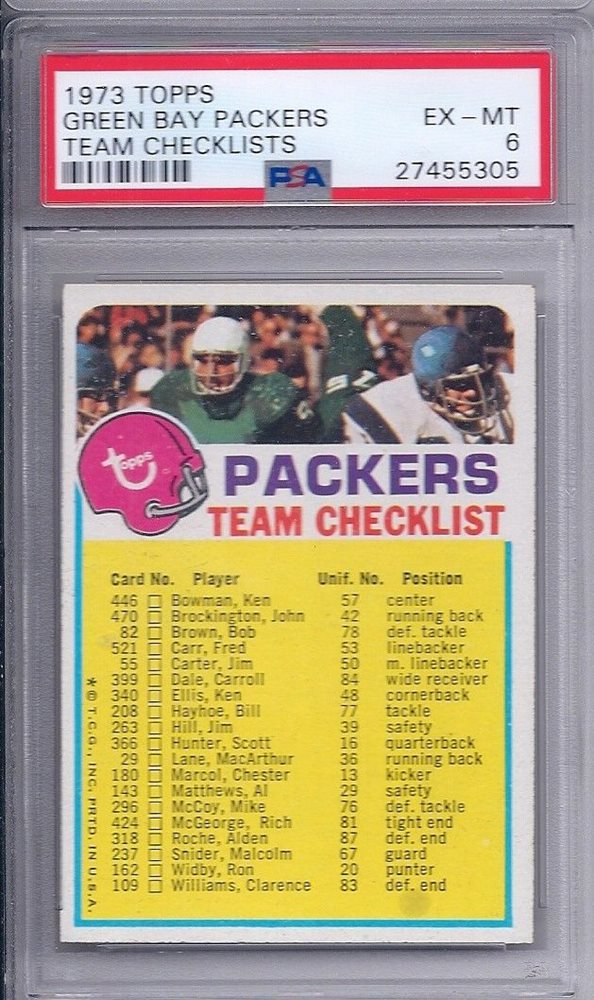 1973 TOPPS
GREEN BAY PACKERS EX - MT
TEAM CHECKLISTS 6
PSA 27455305
topps
PACKERS
TEAM CHECKLIST
Card No. Player Unif. No. Position
446 Bowman, Ken 57 center
470 Brockington, John 42 running back
82 Brown, Bob 78 def. tackle
521 Carr, Fred 53 linebacker
55 Carter, Jim 50 m. linebacker
399 Dale, Carroll 84 wide receiver
340 Ellis, Ken 48 cornerback
208 Hayhoe, Bill 77 tackle
263 Hill, Jim 39 safety
366 Hunter, Scott 16 quarterback
29 Lane, MacArthur 36 running back
180 Marcol, Chester 13 kicker
143 Matthews, Al 29 safety
296 McCoy, Mike 76 def. tackle
424 McGeorge, Rich 81 tight end
318 Roche, Alden 87 def. end
237 Snider, Malcolm 67 guard
162 Widby, Ron 20 punter
109 Williams, Clarence 83 def. end
*© T.C.G., INC. PRTD. IN U.S.A.